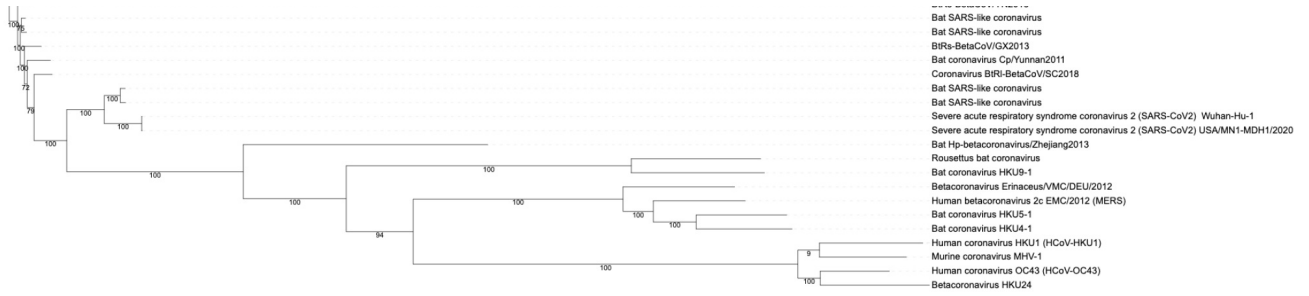 100
75
Bat SARS-like coronavirus
Bat SARS-like coronavirus
100
BtRs-BetaCoV/GX2013
100
Bat coronavirus Cp/Yunnan2011
Coronavirus BtRl-BetaCoV/SC2018
72
Bat SARS-like coronavirus
100
Bat SARS-like coronavirus
79
100
Severe acute respiratory syndrome coronavirus 2 (SARS-CoV2) Wuhan-Hu-1
100
Severe acute respiratory syndrome coronavirus 2 (SARS-CoV2) USA/MN1-MDH1/2020
100
Bat Hp-betacoronavirus/Zhejiang2013
Rousettus bat coronavirus
100
100
Bat coronavirus HKU9-1
Betacoronavirus Erinaceus/VMC/DEU/2012
100
100
Human betacoronavirus 2c EMC/2012 (MERS)
100
Bat coronavirus HKU5-1
100
Bat coronavirus HKU4-1
94
Human coronavirus HKU1 (HCoV-HKU1)
9
Murine coronavirus MHV-1
100
Human coronavirus OC43 (HCoV-OC43)
100
Betacoronavirus HKU24